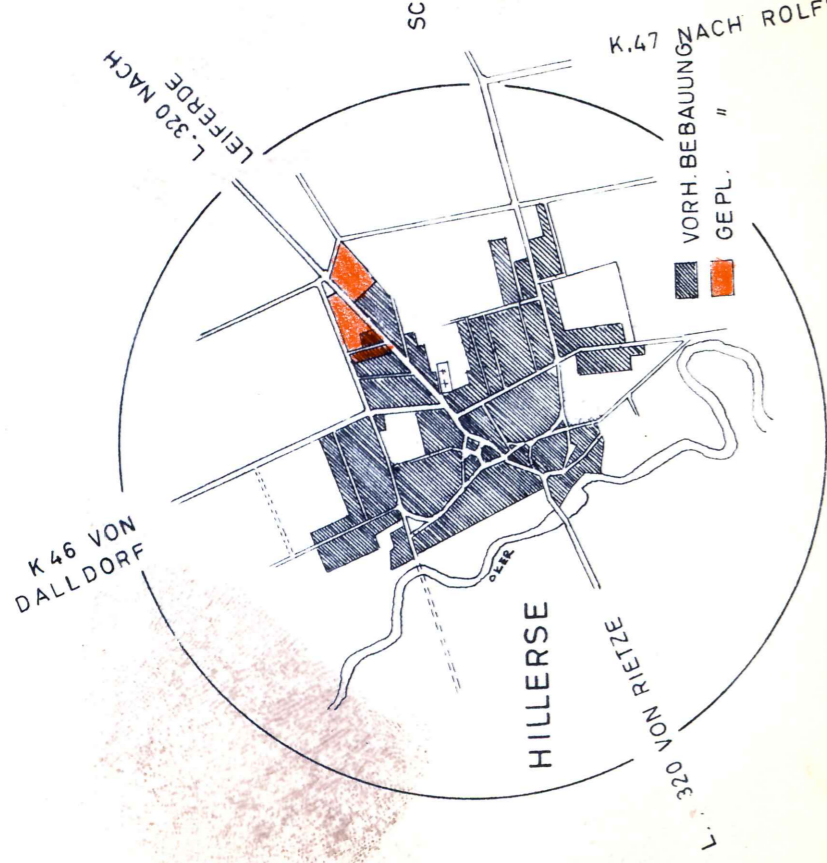 SC
K.47 NACH ROLF
L. 320 NACH
LEIFERDE
VORH. BEBAUUNG
GEPL. "
K 46 VON
DALLDORF
OKER
HILLERSE
L. 320 VON RIETZE